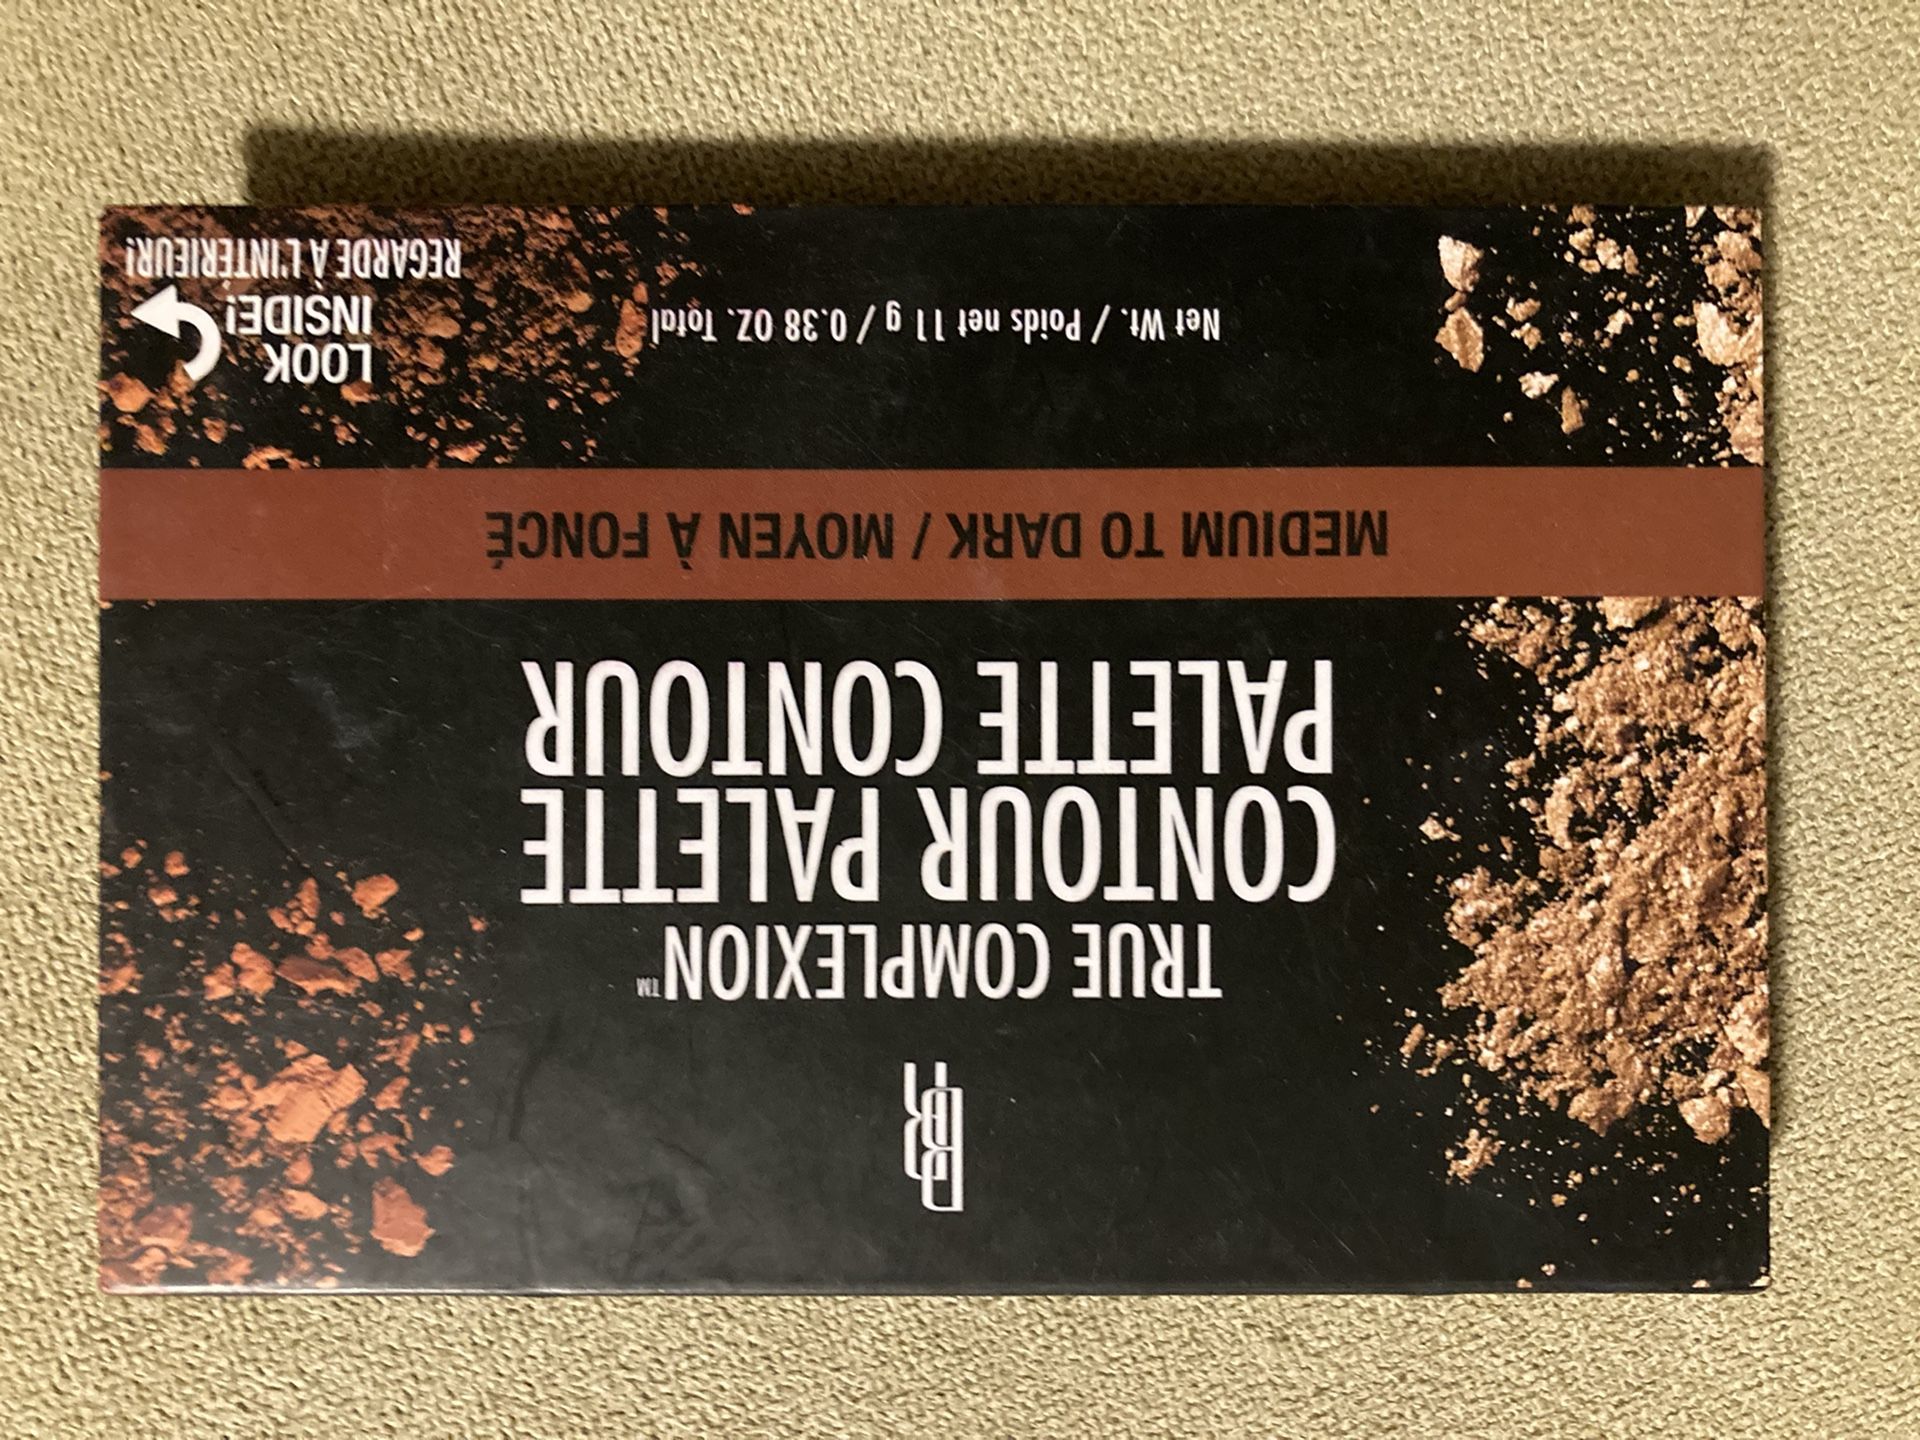 TRUE COMPLEXION™
CONTOUR PALETTE
PALETTE CONTOUR
MEDIUM TO DARK / MOYEN À FONCÉ
Net Wt. / Poids net 11 g / 0.38 OZ. Total
LOOK
INSIDE!
REGARDE À L'INTÉRIEUR!